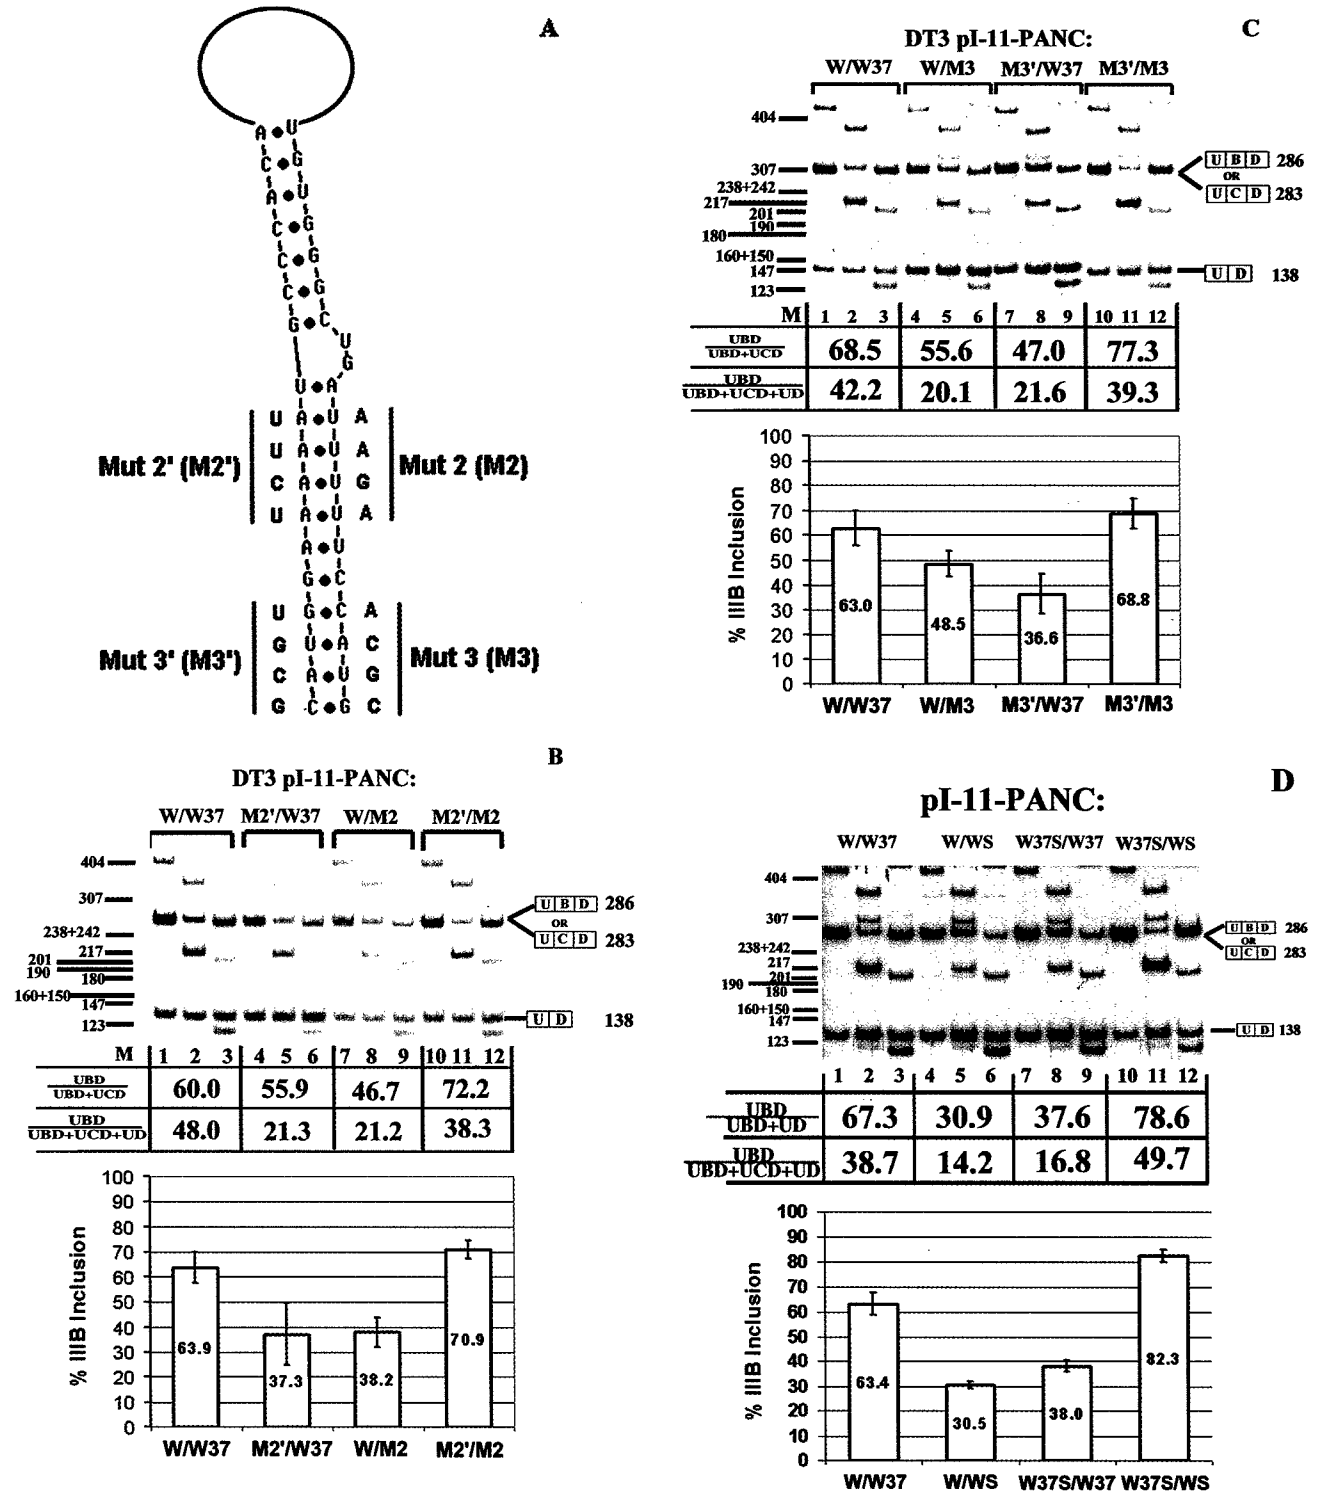 A
A U
C G
A U
C G
C G
C G
G C
U
G
U A
U A U A
U A U A
C A U G
U A U A
A U
G C
U G C A
G U A C
C A U G
G C G C
Mut 2' (M2')
Mut 2 (M2)
Mut 3' (M3')
Mut 3 (M3)
B
DT3 pI-11-PANC:
W/W37 M2'/W37 W/M2 M2'/M2
404
307
238+242
217
201
190
180
160+150
147
123
U B D 286
OR
U C D 283
U D 138
M 1 2 3 4 5 6 7 8 9 10 11 12
UBD
UBD+UCD
60.0 55.9 46.7 72.2
UBD
UBD+UCD+UD
48.0 21.3 21.2 38.3
% IIIB Inclusion
100
90
80
70
60
50
40
30
20
10
0
63.9 37.3 38.2 70.9
W/W37 M2'/W37 W/M2 M2'/M2
C
DT3 pI-11-PANC:
W/W37 W/M3 M3'/W37 M3'/M3
404
307
238+242
217
201
190
180
160+150
147
123
U B D 286
OR
U C D 283
U D 138
M 1 2 3 4 5 6 7 8 9 10 11 12
UBD
UBD+UCD
68.5 55.6 47.0 77.3
UBD
UBD+UCD+UD
42.2 20.1 21.6 39.3
% IIIB Inclusion
100
90
80
70
60
50
40
30
20
10
0
63.0 48.5 36.6 68.8
W/W37 W/M3 M3'/W37 M3'/M3
D
pI-11-PANC:
W/W37 W/WS W37S/W37 W37S/WS
404
307
238+242
217
201
190
180
160+150
147
123
U B D 286
OR
U C D 283
U D 138
1 2 3 4 5 6 7 8 9 10 11 12
UBD
UBD+UD
67.3 30.9 37.6 78.6
UBD
UBD+UCD+UD
38.7 14.2 16.8 49.7
% IIIB Inclusion
100
90
80
70
60
50
40
30
20
10
0
63.4 30.5 38.0 82.3
W/W37 W/WS W37S/W37 W37S/WS